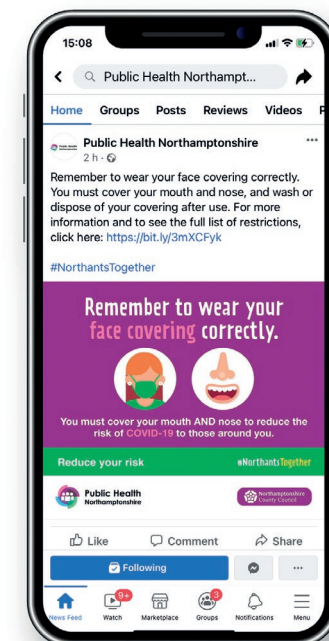 15:08
Public Health Northampt...
Home Groups Posts Reviews Videos
Public Health Northamptonshire
2 h
Remember to wear your face covering correctly.
You must cover your mouth and nose, and wash or
dispose of your covering after use. For more
information and to see the full list of restrictions,
click here: https://bit.ly/3mXCFyk
#NorthantsTogether
Remember to wear your
face covering correctly.
You must cover your mouth AND nose to reduce the
risk of COVID-19 to those around you.
Reduce your risk
#NorthantsTogether
Public Health
Northamptonshire
Northamptonshire
County Council
Like Comment Share
Following
9+ 3
News Feed Watch Marketplace Groups Notifications Menu